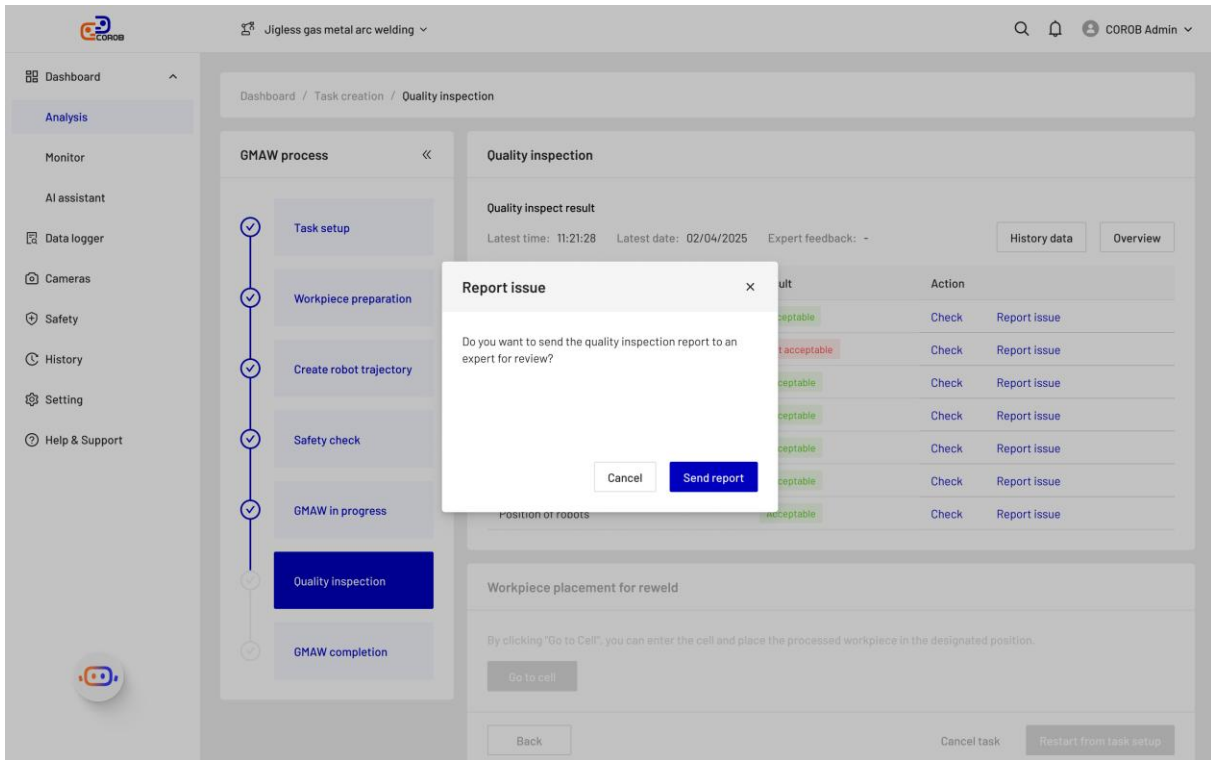 COROB
Jigless gas metal arc welding
COROB Admin
Dashboard
Analysis
Monitor
AI assistant
Data logger
Cameras
Safety
History
Setting
Help & Support
Dashboard / Task creation / Quality inspection
GMAW process
Task setup
Workpiece preparation
Create robot trajectory
Safety check
GMAW in progress
Quality inspection
GMAW completion
Quality inspection
Quality inspect result
Latest time: 11:21:28 Latest date: 02/04/2025 Expert feedback: -
History data
Overview
Action
Check Report issue
Check Report issue
Check Report issue
Check Report issue
Check Report issue
Check Report issue
Position of robots Acceptable Check Report issue
Report issue
Do you want to send the quality inspection report to an
expert for review?
Cancel
Send report
Workpiece placement for reweld
By clicking "Go to Cell", you can enter the cell and place the processed workpiece in the designated position.
Go to cell
Back
Cancel task
Restart from task setup